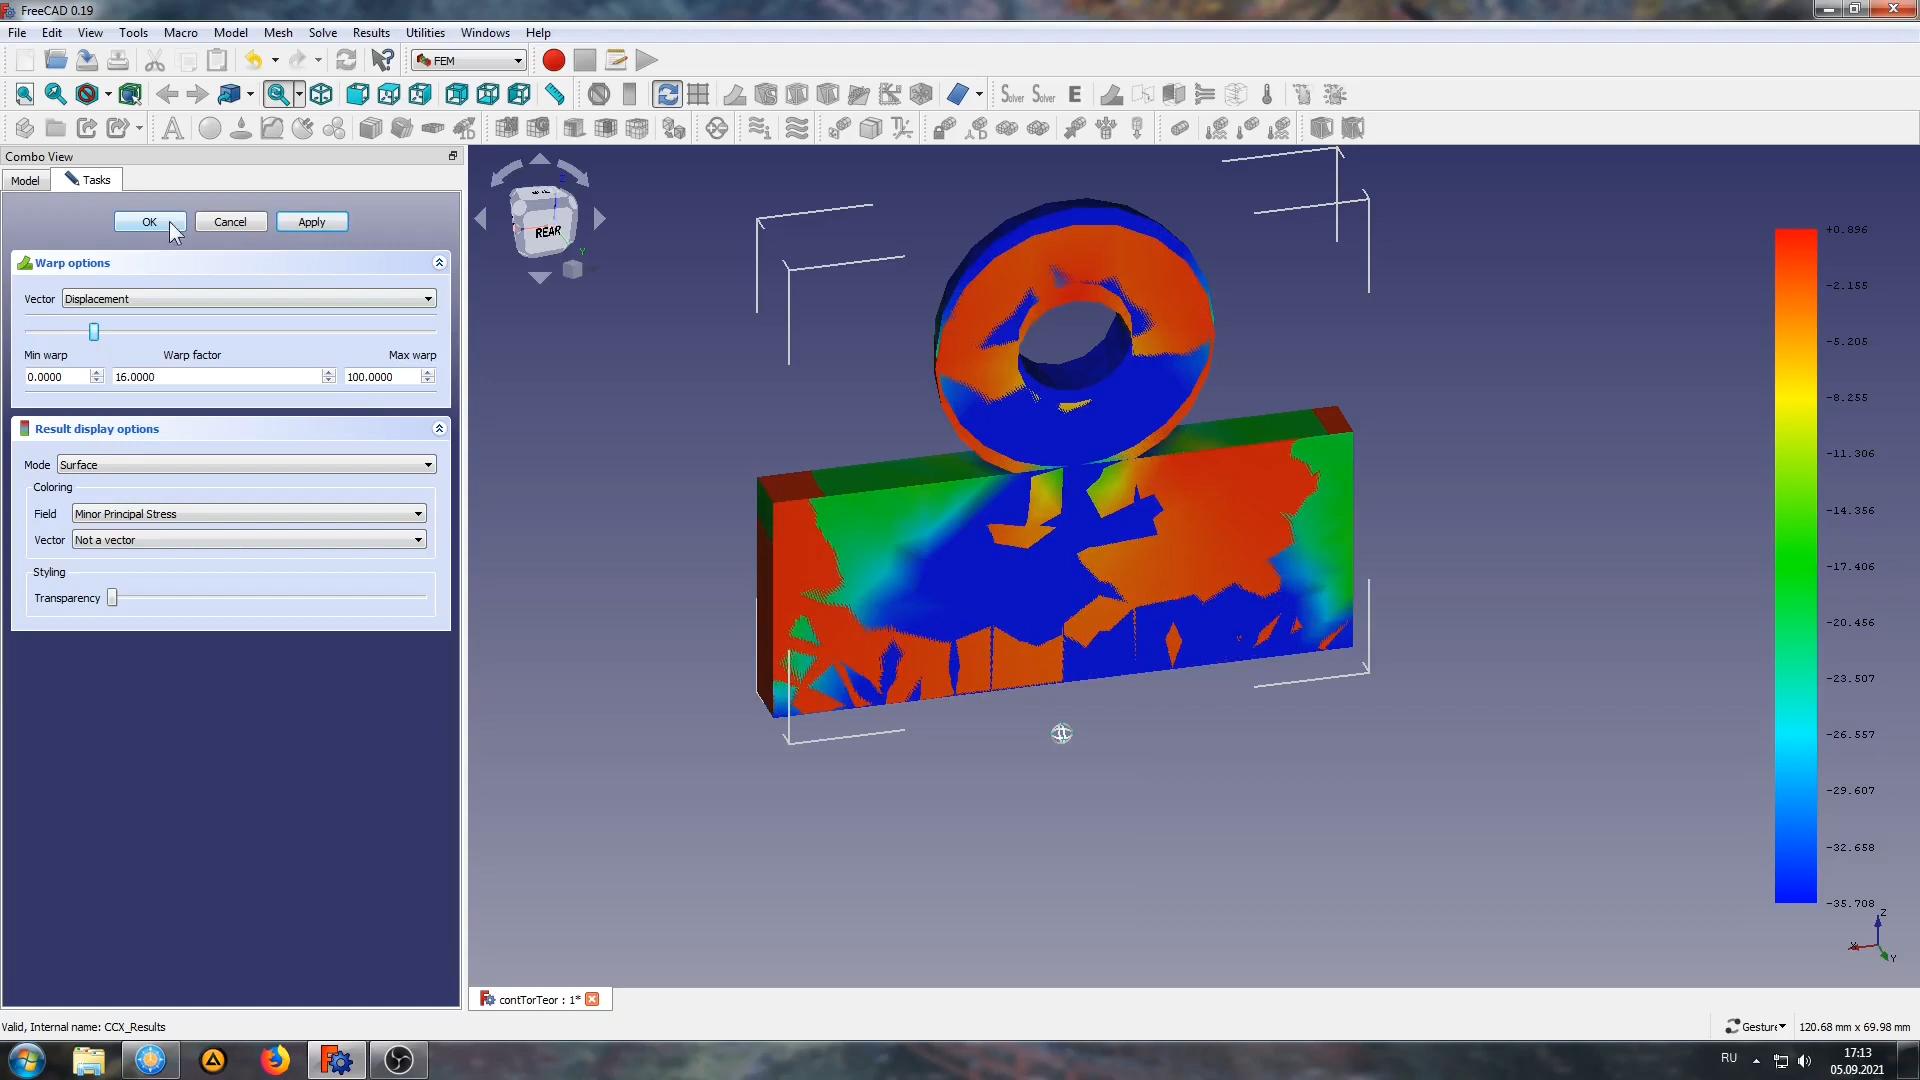 FreeCAD 0.19
File Edit View Tools Macro Model Mesh Solve Results Utilities Windows Help
FEM
Solver Solver E
Combo View
Model Tasks
OK Cancel Apply
Warp options
Vector Displacement
Min warp Warp factor Max warp
0.0000 16.0000 100.0000
Result display options
Mode Surface
Coloring
Field Minor Principal Stress
Vector Not a vector
Styling
Transparency
REAR
Z
Y
+0.896
-2.155
-5.205
-8.255
-11.306
-14.356
-17.406
-20.456
-23.507
-26.557
-29.607
-32.658
-35.708
Z
X
Y
contTorTeor : 1*
Valid, Internal name: CCX_Results
Gesture 120.68 mm x 69.98 mm
RU
17:13
05.09.2021